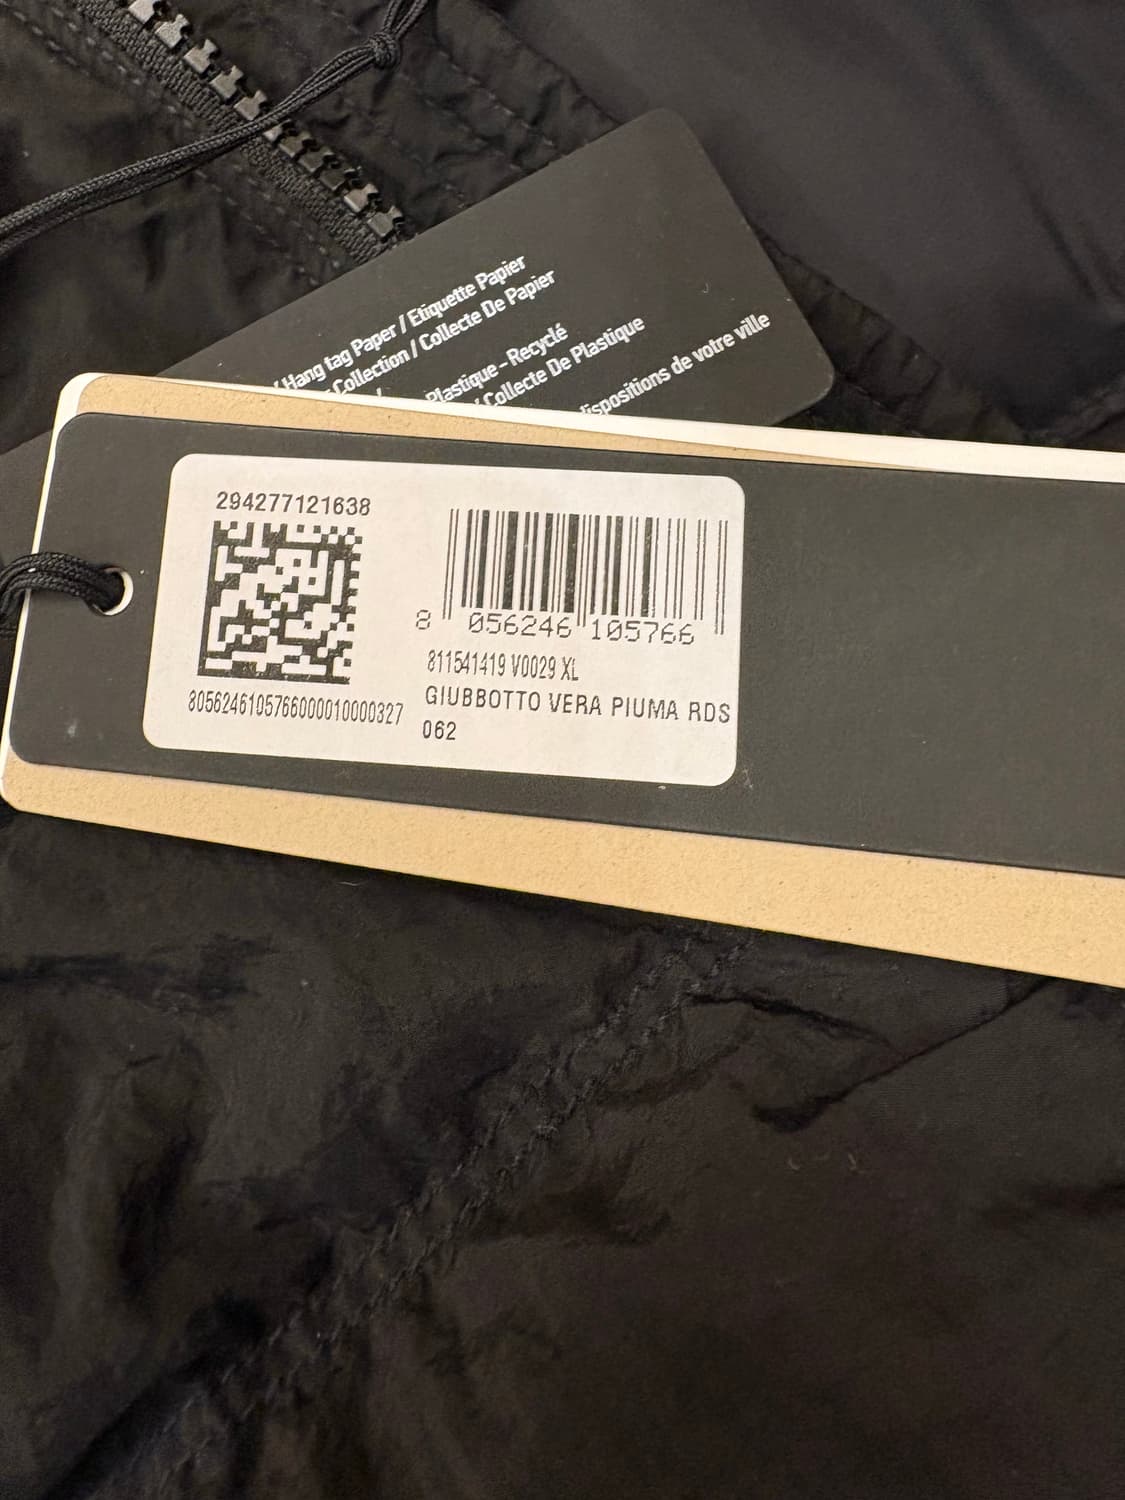 / Hang tag Paper / Etiquette Papier
Collection / Collecte De Papier
Plastique - Recyclé
/ Collecte De Plastique
dispositions de votre ville
294277121638
8 056246 105766
811541419 V0029 XL
GIUBBOTTO VERA PIUMA RDS
062
8056246105766000010000327